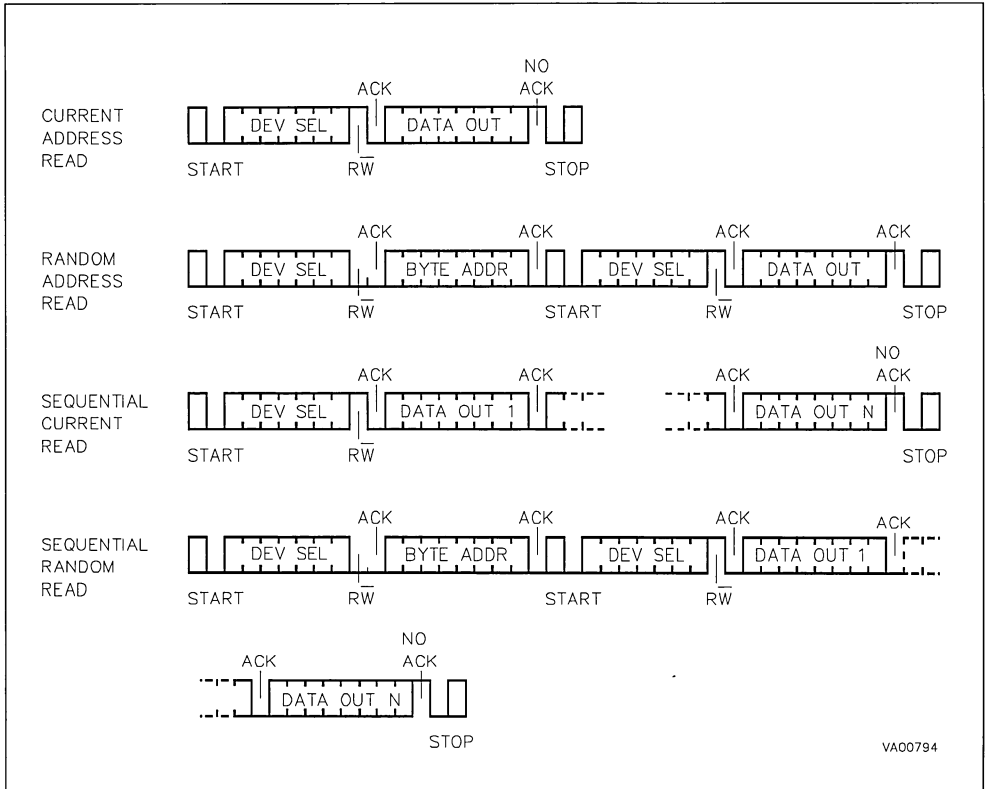 NO
ACK ACK
CURRENT
ADDRESS
READ
DEV SEL DATA OUT
START RW̅ STOP
ACK ACK ACK ACK
RANDOM
ADDRESS
READ
DEV SEL BYTE ADDR DEV SEL DATA OUT
START RW̅ START RW̅ STOP
NO
ACK ACK ACK ACK
SEQUENTIAL
CURRENT
READ
DEV SEL DATA OUT 1 DATA OUT N
START RW̅ STOP
ACK ACK ACK ACK
SEQUENTIAL
RANDOM
READ
DEV SEL BYTE ADDR DEV SEL DATA OUT 1
START RW̅ START RW̅
NO
ACK ACK
DATA OUT N
STOP
VA00794